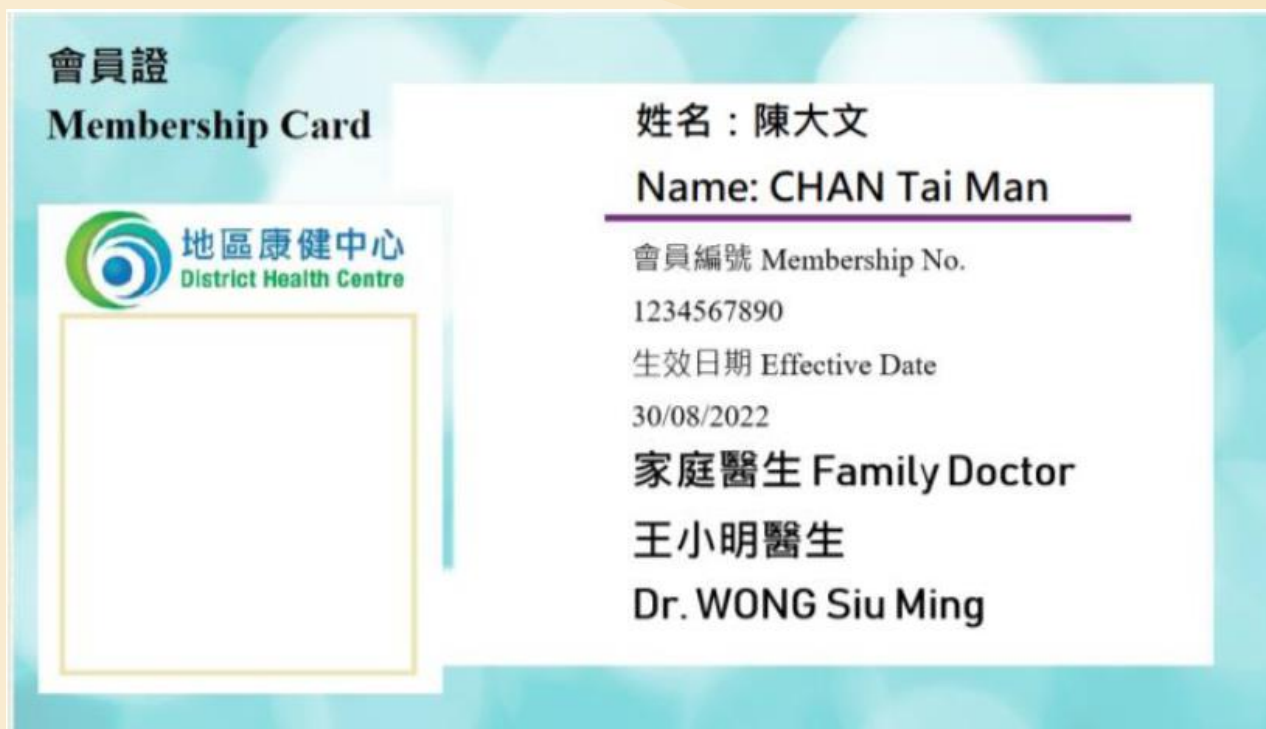 會員證
Membership Card
地區康健中心
District Health Centre
姓名：陳大文
Name: CHAN Tai Man
會員編號 Membership No.
1234567890
生效日期 Effective Date
30/08/2022
家庭醫生 Family Doctor
王小明醫生
Dr. WONG Siu Ming